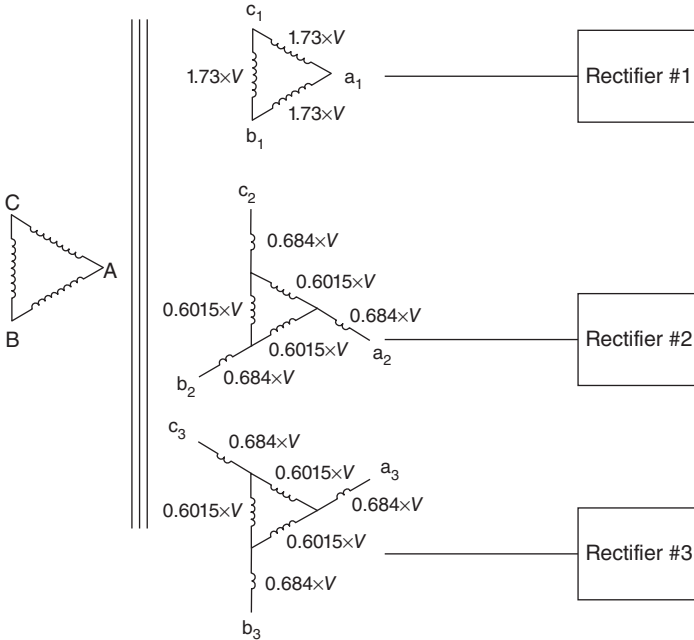 c₁
1.73×V
1.73×V
a₁
1.73×V
b₁
Rectifier #1
C
A
B
c₂
0.684×V
0.6015×V
0.6015×V
0.684×V
0.6015×V
a₂
b₂
0.684×V
Rectifier #2
c₃
0.684×V
0.6015×V
a₃
0.6015×V
0.684×V
0.6015×V
0.684×V
b₃
Rectifier #3